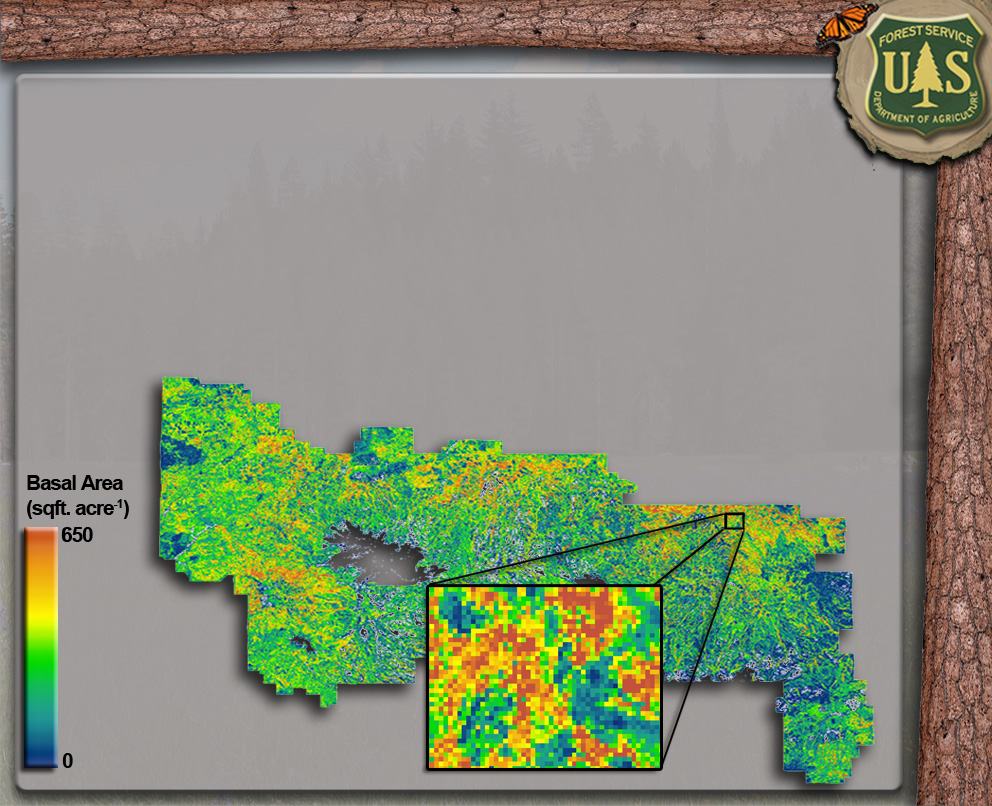 FOREST SERVICE
U S
DEPARTMENT OF AGRICULTURE
Basal Area
(sqft. acre⁻¹)
650
0